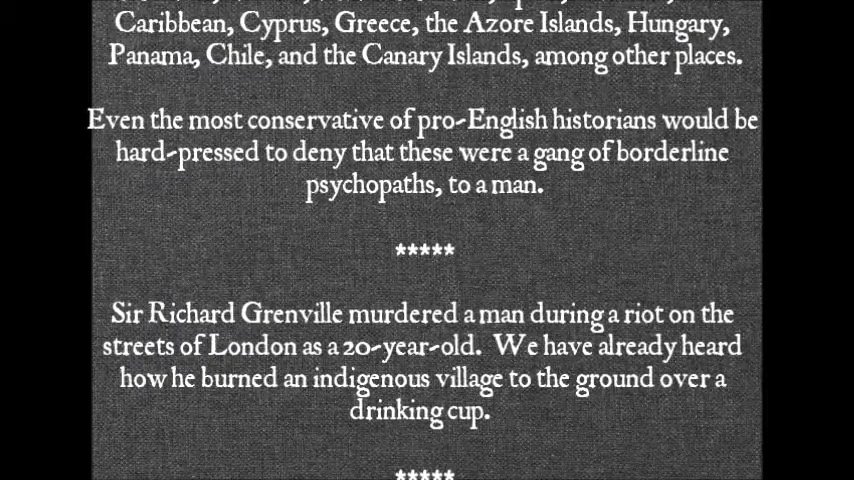 Caribbean, Cyprus, Greece, the Azore Islands, Hungary,
Panama, Chile, and the Canary Islands, among other places.
Even the most conservative of pro-English historians would be
hard-pressed to deny that these were a gang of borderline
psychopaths, to a man.
*****
Sir Richard Grenville murdered a man during a riot on the
streets of London as a 20-year-old. We have already heard
how he burned an indigenous village to the ground over a
drinking cup.
*****